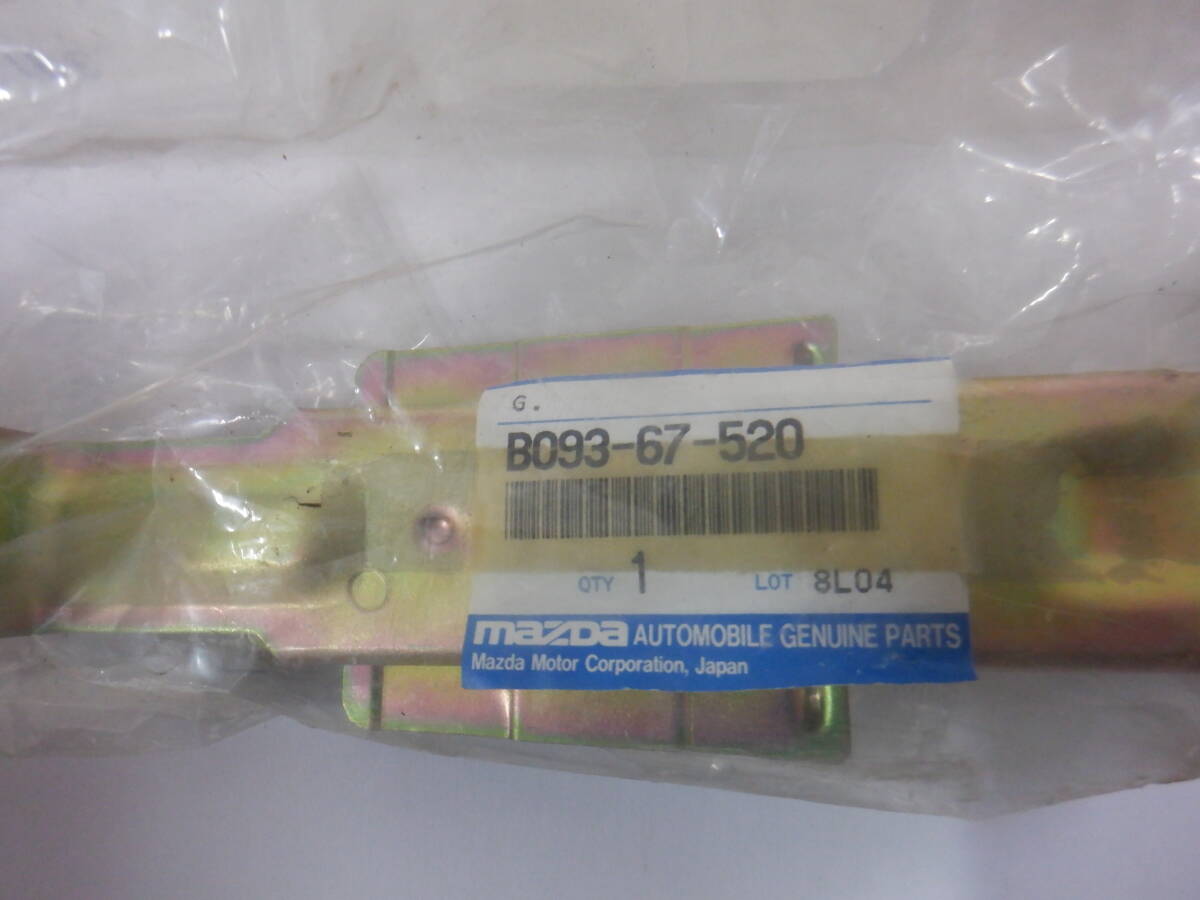 G.
B093-67-520
QTY 1 LOT 8L04
mazda AUTOMOBILE GENUINE PARTS
Mazda Motor Corporation, Japan